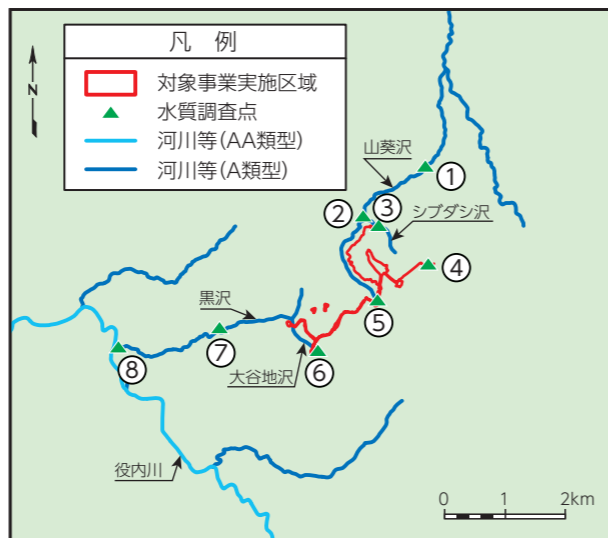 凡 例
対象事業実施区域
水質調査点
河川等(AA類型)
河川等(A類型)
N
山葵沢
①
②
③
シブダシ沢
④
⑤
黒沢
⑦
⑧
大谷地沢
⑥
役内川
0 1 2km